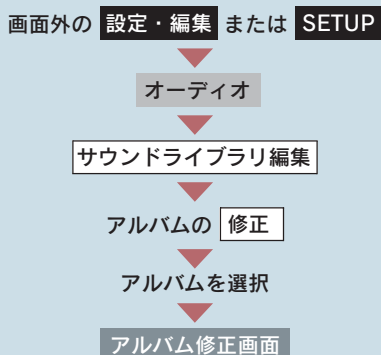 画面外の 設定・編集 または SETUP
オーディオ
サウンドライブラリ編集
アルバムの 修正
アルバムを選択
アルバム修正画面